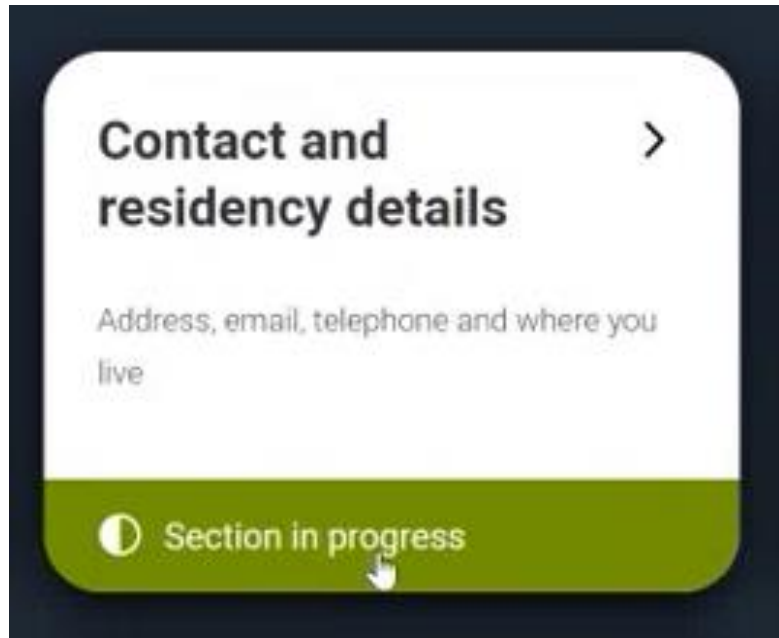 Contact and
residency details
Address, email, telephone and where you
live
Section in progress